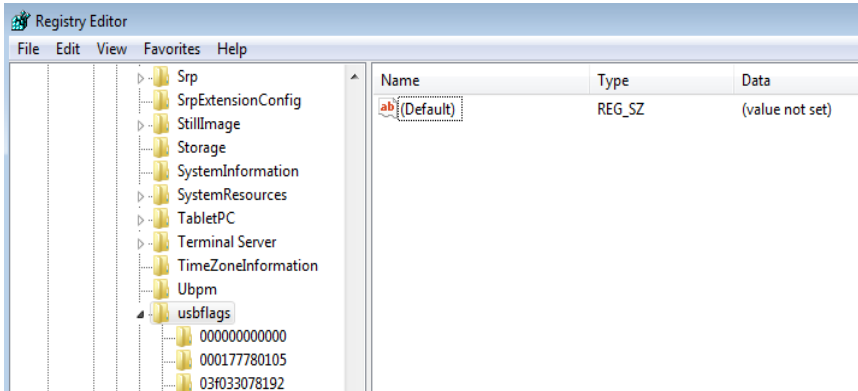 Registry Editor
File Edit View Favorites Help
Srp
SrpExtensionConfig
StillImage
Storage
SystemInformation
SystemResources
TabletPC
Terminal Server
TimeZoneInformation
Ubpm
usbflags
000000000000
000177780105
03f033078192
Name Type Data
ab (Default) REG_SZ (value not set)